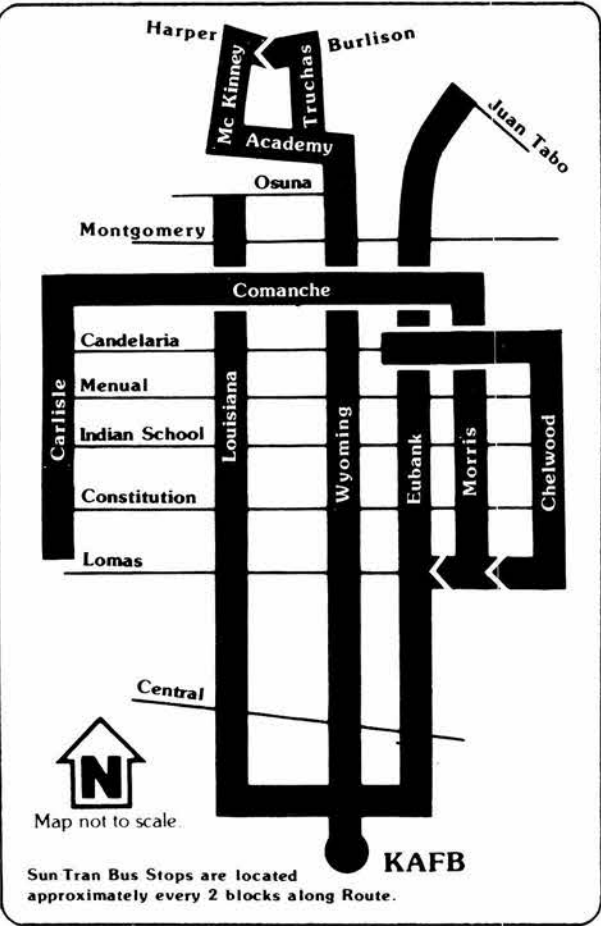 Harper
Burlison
Mc Kinney
Truchas
Juan Tabo
Academy
Osuna
Montgomery
Comanche
Candelaria
Menual
Indian School
Constitution
Lomas
Carlisle
Louisiana
Wyoming
Eubank
Morris
Chelwood
Central
N
Map not to scale.
KAFB
Sun Tran Bus Stops are located
approximately every 2 blocks along Route.